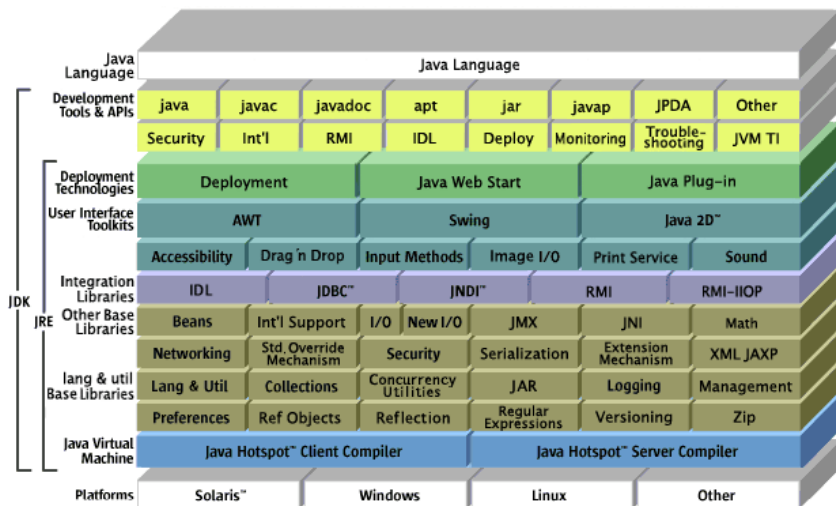 Java Language
Java Language
Development Tools & APIs
java javac javadoc apt jar javap JPDA Other
Security Int'l RMI IDL Deploy Monitoring Trouble-shooting JVM TI
Deployment Technologies
Deployment Java Web Start Java Plug-in
User Interface Toolkits
AWT Swing Java 2D™
Accessibility Drag 'n Drop Input Methods Image I/O Print Service Sound
Integration Libraries
IDL JDBC™ JNDI™ RMI RMI-IIOP
JDK
JRE
Other Base Libraries
Beans Int'l Support I/O New I/O JMX JNI Math
Networking Std. Override Mechanism Security Serialization Extension Mechanism XML JAXP
lang & util Base Libraries
Lang & Util Collections Concurrency Utilities JAR Logging Management
Preferences Ref Objects Reflection Regular Expressions Versioning Zip
Java Virtual Machine
Java Hotspot™ Client Compiler Java Hotspot™ Server Compiler
Platforms
Solaris™ Windows Linux Other